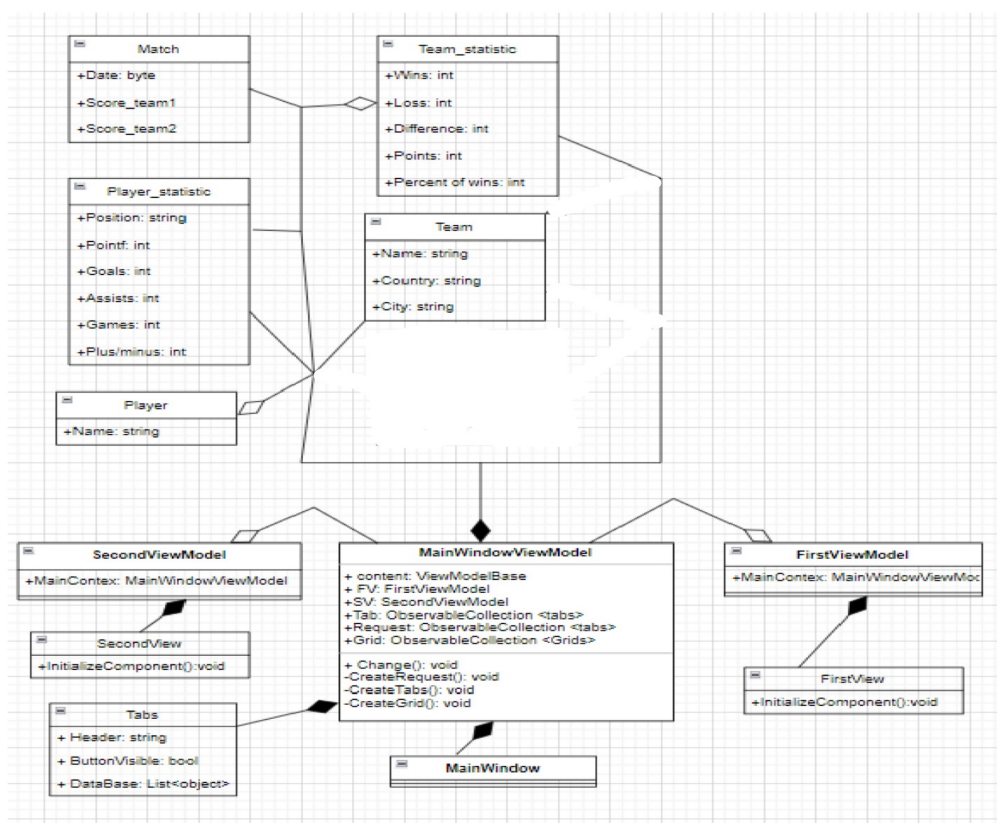 Match
+Date: byte
+Score_team1
+Score_team2
Team_statistic
+Wins: int
+Loss: int
+Difference: int
+Points: int
+Percent of wins: int
Player_statistic
+Position: string
+Pointf: int
+Goals: int
+Assists: int
+Games: int
+Plus/minus: int
Team
+Name: string
+Country: string
+City: string
Player
+Name: string
SecondViewModel
+MainContex: MainWindowViewModel
MainWindowViewModel
+ content: ViewModelBase
+ FV: FirstViewModel
+SV: SecondViewModel
+Tab: ObservableCollection <tabs>
+Request: ObservableCollection <tabs>
+Grid: ObservableCollection <Grids>
+ Change(): void
-CreateRequest(): void
-CreateTabs(): void
-CreateGrid(): void
FirstViewModel
+MainContex: MainWindowViewMoc
SecondView
+InitializeComponent():void
FirstView
+InitializeComponent():void
Tabs
+ Header: string
+ ButtonVisible: bool
+ DataBase: List<object>
MainWindow